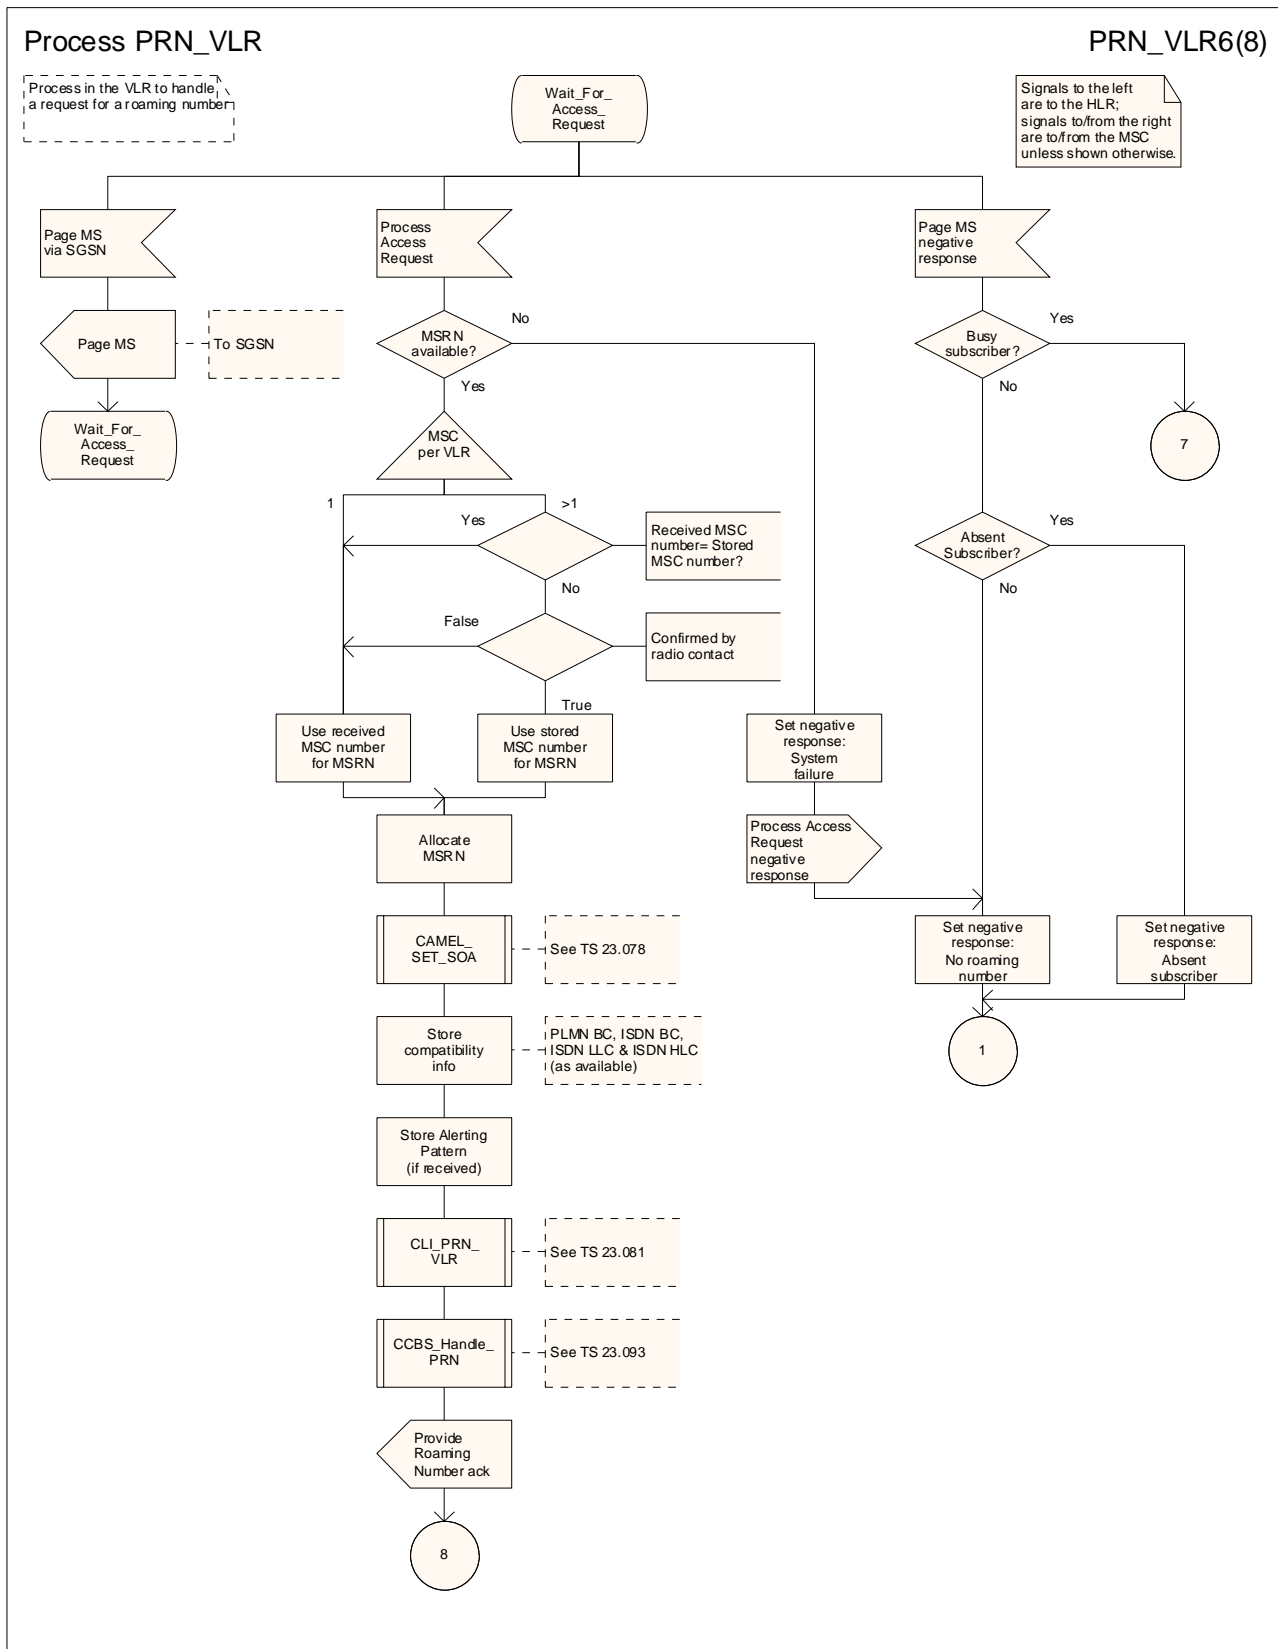 Process PRN_VLR
PRN_VLR6(8)
Process in the VLR to handle
a request for a roaming number
Wait_For_
Access_
Request
Signals to the left
are to the HLR;
signals to/from the right
are to/from the MSC
unless shown otherwise.
Page MS
via SGSN
Process
Access
Request
Page MS
negative
response
Page MS
To SGSN
MSRN
available?
No
Yes
Busy
subscriber?
Yes
No
Wait_For_
Access_
Request
MSC
per VLR
7
1
>1
Yes
Received MSC
number= Stored
MSC number?
No
Absent
Subscriber?
Yes
No
False
Confirmed by
radio contact
True
Use received
MSC number
for MSRN
Use stored
MSC number
for MSRN
Set negative
response:
System
failure
Allocate
MSRN
Process Access
Request
negative
response
CAMEL_
SET_SOA
See TS 23.078
Set negative
response:
No roaming
number
Set negative
response:
Absent
subscriber
Store
compatibility
info
PLMN BC, ISDN BC,
ISDN LLC & ISDN HLC
(as available)
1
Store Alerting
Pattern
(if received)
CLI_PRN_
VLR
See TS 23.081
CCBS_Handle_
PRN
See TS 23.093
Provide
Roaming
Number ack
8